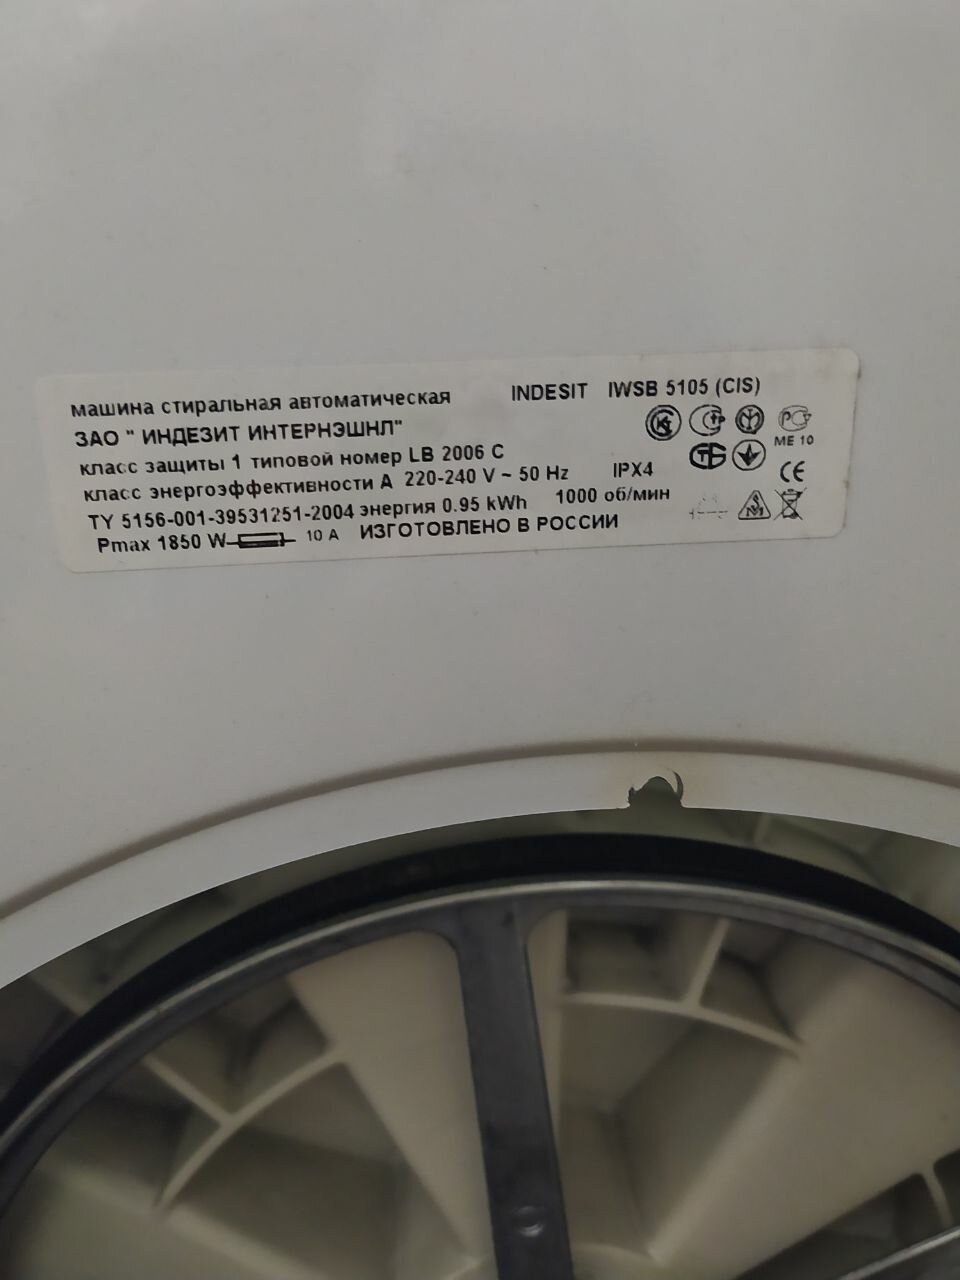 машина стиральная автоматическая INDESIT IWSB 5105 (CIS)
ЗАО " ИНДЕЗИТ ИНТЕРНЭШНЛ"
класс защиты 1 типовой номер LB 2006 C
ME 10
класс энергоэффективности A 220-240 V ~ 50 Hz IPX4
CE
ТУ 5156-001-39531251-2004 энергия 0.95 kWh 1000 об/мин
Pmax 1850 W 10 A ИЗГОТОВЛЕНО В РОССИИ